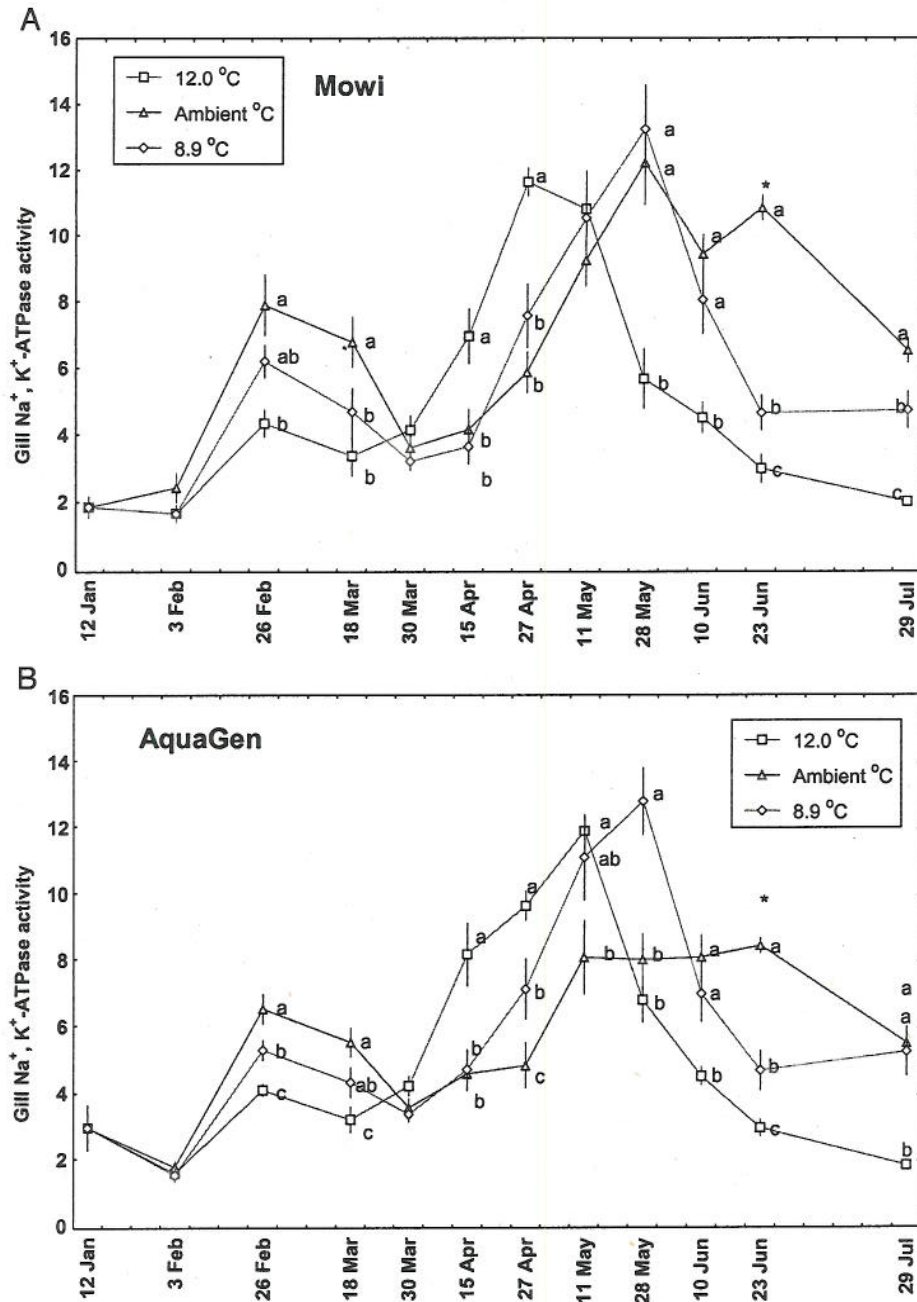 A
Mowi
12.0 °C
Ambient °C
8.9 °C
Gill Na+, K+-ATPase activity
16
14
12
10
8
6
4
2
0
a
ab
b
a
b
b
a
b
b
a
b
b
a
a
b
a
a
b
*
a
b
c
a
b
c
12 Jan
3 Feb
26 Feb
18 Mar
30 Mar
15 Apr
27 Apr
11 May
28 May
10 Jun
23 Jun
29 Jul
B
AquaGen
12.0 °C
Ambient °C
8.9 °C
Gill Na+, K+-ATPase activity
16
14
12
10
8
6
4
2
0
a
b
c
a
ab
c
a
b
b
a
b
c
a
ab
b
a
b
b
a
a
b
*
a
b
c
a
a
b
12 Jan
3 Feb
26 Feb
18 Mar
30 Mar
15 Apr
27 Apr
11 May
28 May
10 Jun
23 Jun
29 Jul